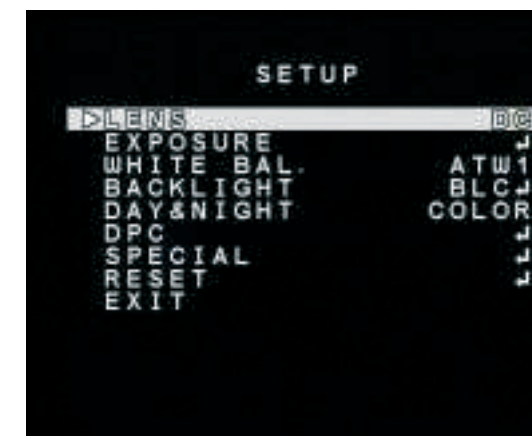 SETUP
▷LENS DC
EXPOSURE ↲
WHITE BAL. ATW1
BACKLIGHT BLC↲
DAY&NIGHT COLOR
DPC ↲
SPECIAL ↲
RESET ↲
EXIT